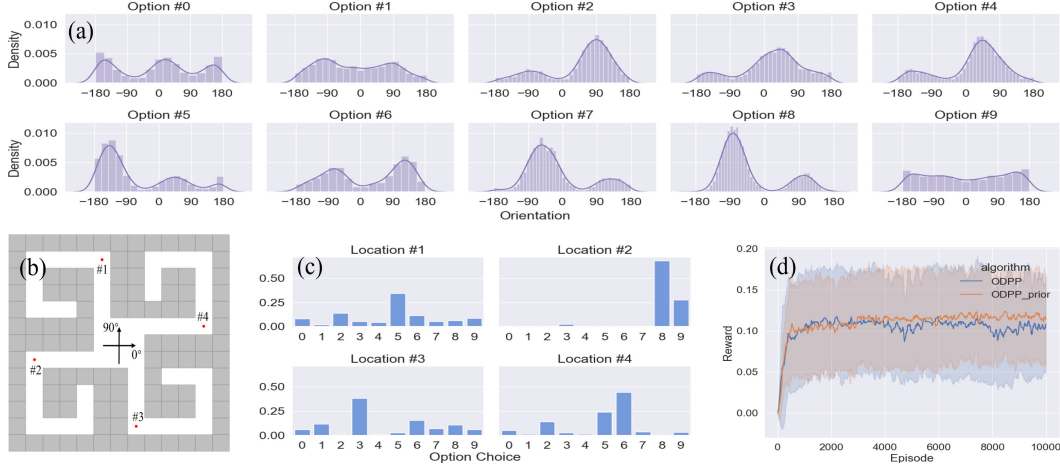 Option #0 Option #1 Option #2 Option #3 Option #4
(a)
Density
0.010
0.005
0.000
−180 −90 0 90 180 −180 −90 0 90 180 −180 −90 0 90 180 −180 −90 0 90 180 −180 −90 0 90 180
Option #5 Option #6 Option #7 Option #8 Option #9
Density
0.010
0.005
0.000
−180 −90 0 90 180 −180 −90 0 90 180 −180 −90 0 90 180 −180 −90 0 90 180 −180 −90 0 90 180
Orientation
(b)
#1
#4
90°
0°
#2
#3
(c)
Location #1 Location #2
0.50
0.25
0.00
0 1 2 3 4 5 6 7 8 9 0 1 2 3 4 5 6 7 8 9
Location #3 Location #4
0.50
0.25
0.00
0 1 2 3 4 5 6 7 8 9 0 1 2 3 4 5 6 7 8 9
Option Choice
(d)
algorithm
ODPP
ODPP_prior
Reward
0.20
0.15
0.10
0.05
0.00
0 2000 4000 6000 8000 10000
Episode